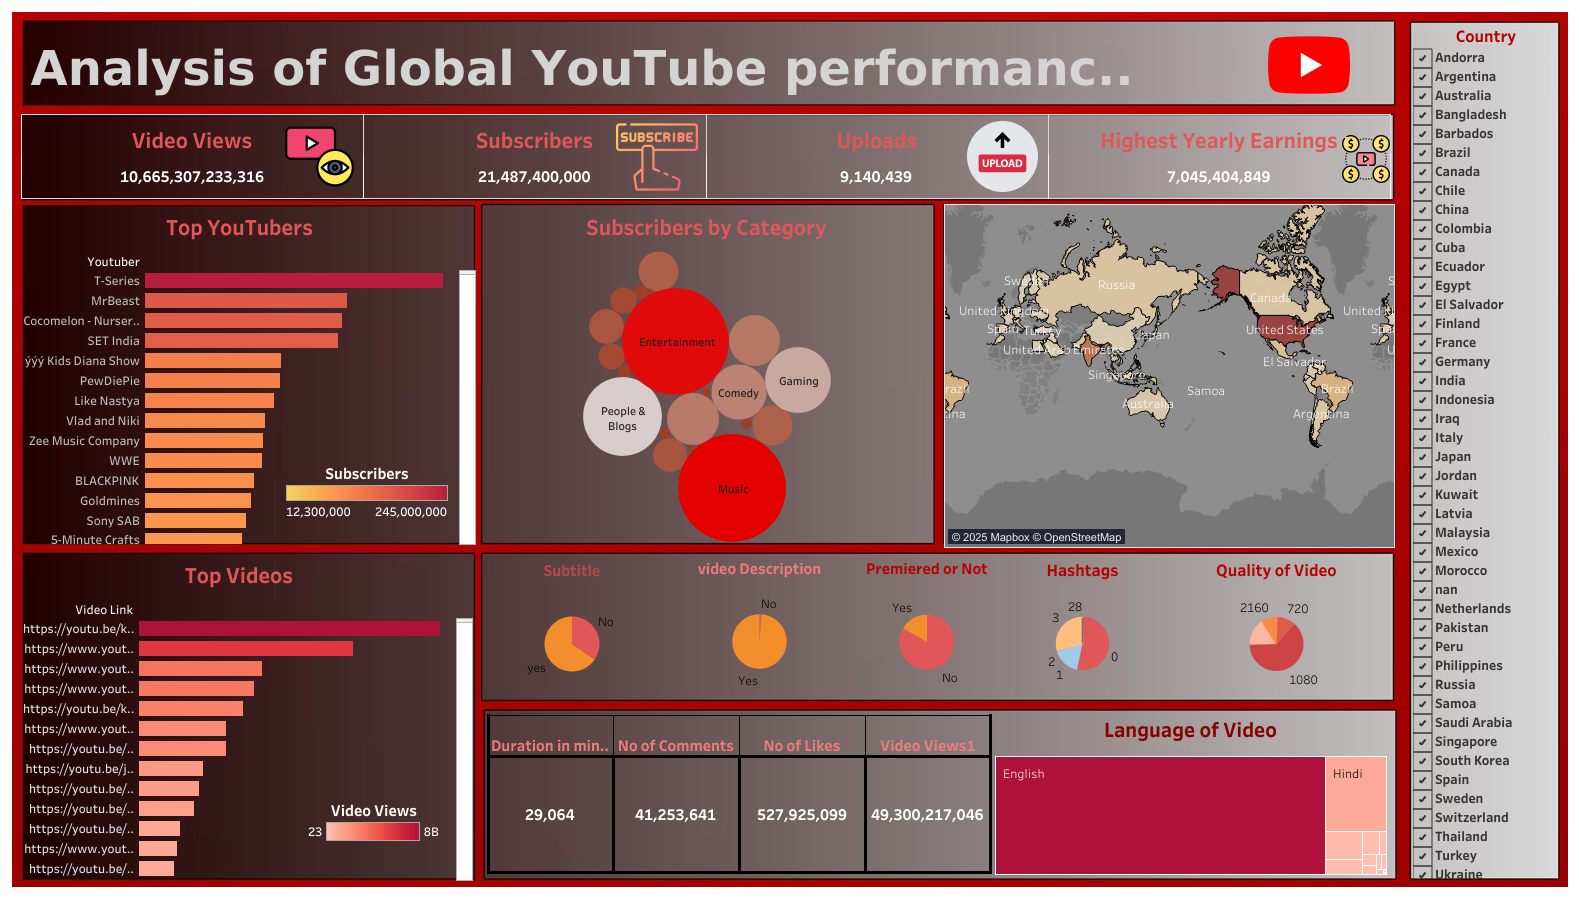 Analysis of Global YouTube performanc..
Video Views
10,665,307,233,316
Subscribers
21,487,400,000
SUBSCRIBE
Uploads
9,140,439
UPLOAD
Highest Yearly Earnings
7,045,404,849
Top YouTubers
Youtuber
T-Series
MrBeast
Cocomelon - Nurser..
SET India
ýýý Kids Diana Show
PewDiePie
Like Nastya
Vlad and Niki
Zee Music Company
WWE
BLACKPINK
Goldmines
Sony SAB
5-Minute Crafts
Subscribers
12,300,000
245,000,000
Subscribers by Category
Entertainment
Gaming
Comedy
People &
Blogs
Music
Russia
Canada
United Kingdom
Spain
Turkey
Japan
United States
United Arab Emirates
El Salvador
Singapore
Samoa
Brazil
Australia
Argentina
© 2025 Mapbox © OpenStreetMap
Top Videos
Video Link
https://youtu.be/k..
https://www.yout..
https://www.yout..
https://www.yout..
https://youtu.be/k..
https://www.yout..
https://youtu.be/..
https://youtu.be/j..
https://youtu.be/..
https://youtu.be/..
https://youtu.be/..
https://www.yout..
https://youtu.be/..
Video Views
23
8B
Subtitle
No
yes
video Description
No
Yes
Premiered or Not
Yes
No
Hashtags
28
3
2
1
0
Quality of Video
2160
720
1080
Duration in min..
No of Comments
No of Likes
Video Views1
29,064
41,253,641
527,925,099
49,300,217,046
Language of Video
English
Hindi
Country
Andorra
Argentina
Australia
Bangladesh
Barbados
Brazil
Canada
Chile
China
Colombia
Cuba
Ecuador
Egypt
El Salvador
Finland
France
Germany
India
Indonesia
Iraq
Italy
Japan
Jordan
Kuwait
Latvia
Malaysia
Mexico
Morocco
nan
Netherlands
Pakistan
Peru
Philippines
Russia
Samoa
Saudi Arabia
Singapore
South Korea
Spain
Sweden
Switzerland
Thailand
Turkey
Ukraine